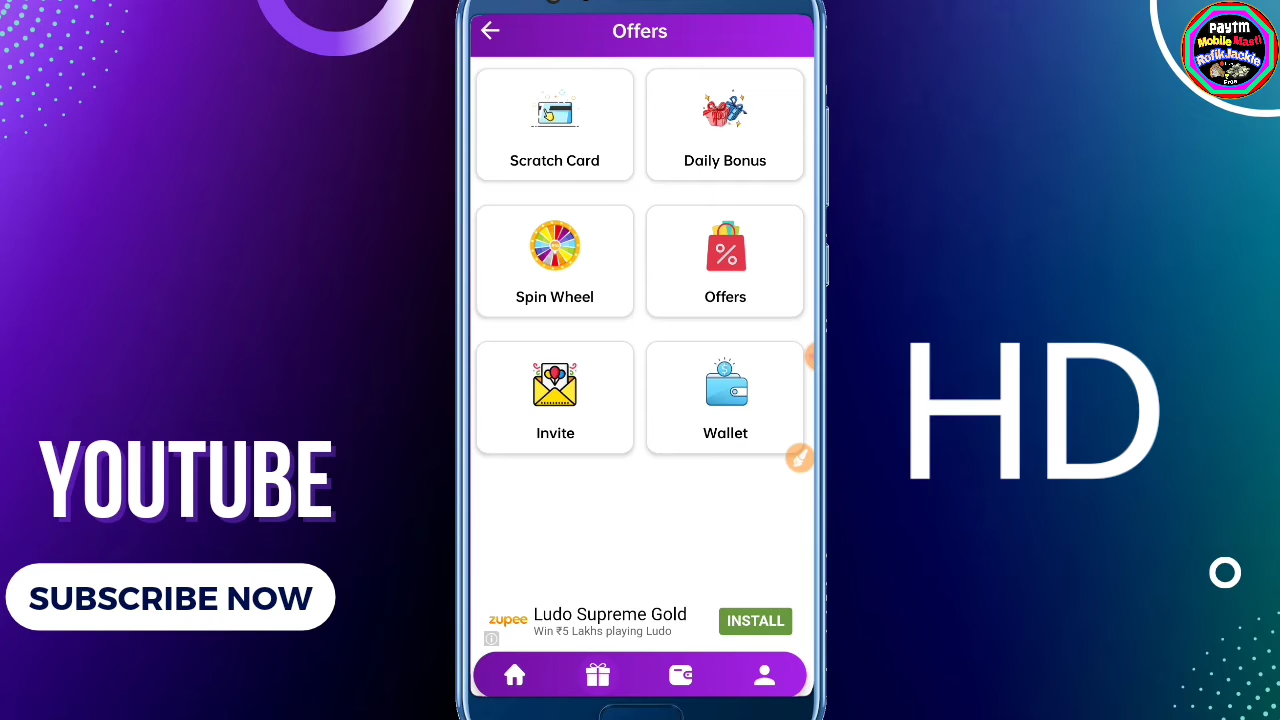 Offers
Paytm
Mobile Masti
RofikJackie
Scratch Card
Daily Bonus
Spin Wheel
Offers
Invite
Wallet
HD
YOUTUBE
SUBSCRIBE NOW
zupee
Ludo Supreme Gold
Win ₹5 Lakhs playing Ludo
INSTALL